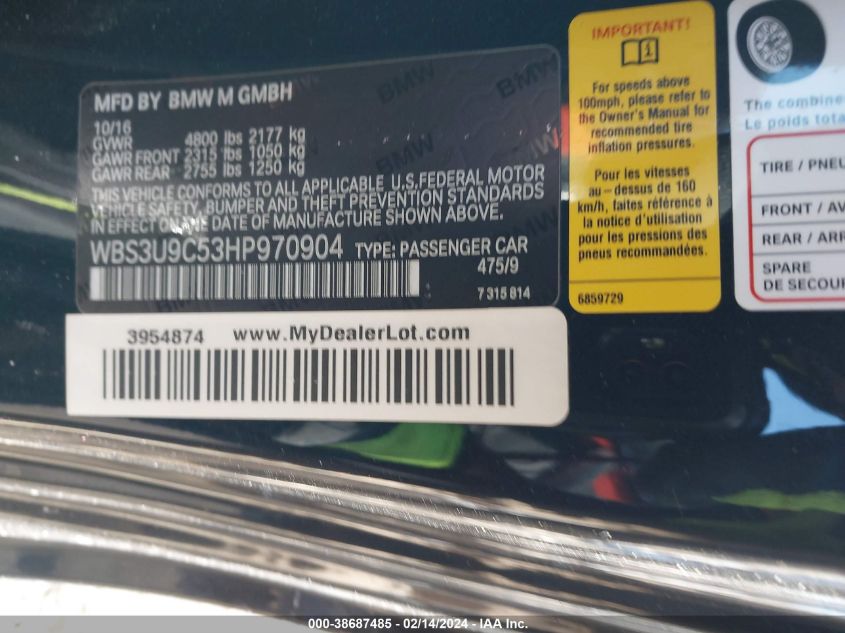 MFD BY BMW M GMBH
10/16
GVWR 4800 lbs 2177 kg
GAWR FRONT 2315 lbs 1050 kg
GAWR REAR 2755 lbs 1250 kg
THIS VEHICLE CONFORMS TO ALL APPLICABLE U.S.FEDERAL MOTOR
VEHICLE SAFETY, BUMPER AND THEFT PREVENTION STANDARDS
IN EFFECT ON THE DATE OF MANUFACTURE SHOWN ABOVE.
WBS3U9C53HP970904 TYPE: PASSENGER CAR
475/9
7 315 814
BMW
BMW
3954874 www.MyDealerLot.com
IMPORTANT!
For speeds above
100mph, please refer to
the Owner's Manual for
recommended tire
inflation pressures.
Pour les vitesses
au-dessus de 160
km/h, faites référence à
la notice d'utilisation
pour les pressions des
pneus recommandées.
6859729
The combine
Le poids tota
TIRE / PNEU
FRONT / AV
REAR / ARR
SPARE
DE SECOUR
000-38687485 - 02/14/2024 - IAA Inc.